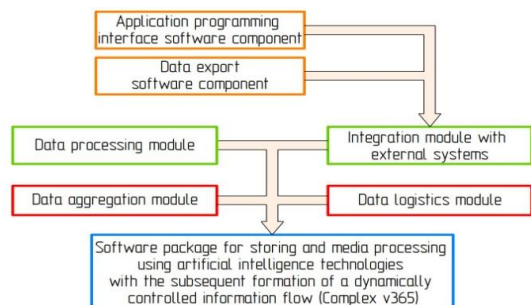 Application programming
interface software component
Data export
software component
Data processing module
Integration module with
external systems
Data aggregation module
Data logistics module
Software package for storing and media processing
using artificial intelligence technologies
with the subsequent formation of a dynamically
controlled information flow (Complex v365)